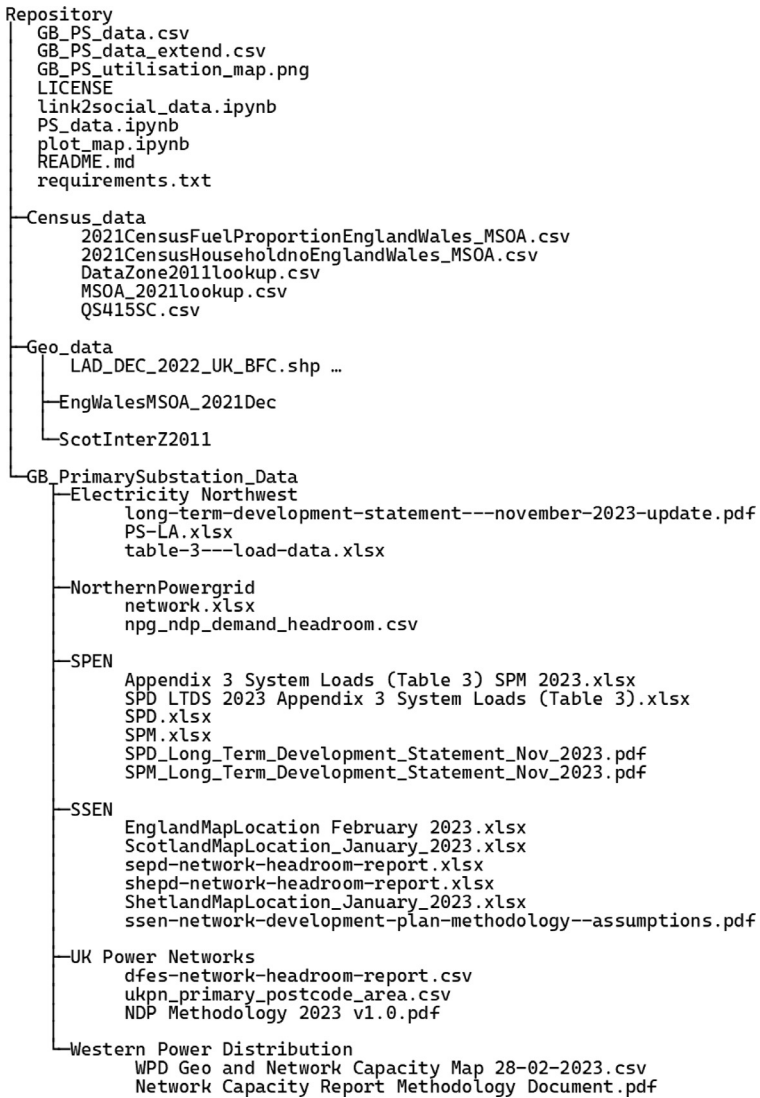 Repository
GB_PS_data.csv
GB_PS_data_extend.csv
GB_PS_utilisation_map.png
LICENSE
link2social_data.ipynb
PS_data.ipynb
plot_map.ipynb
README.md
requirements.txt
Census_data
2021CensusFuelProportionEnglandWales_MSOA.csv
2021CensusHouseholdnoEnglandWales_MSOA.csv
DataZone2011lookup.csv
MSOA_2021lookup.csv
QS415SC.csv
Geo_data
LAD_DEC_2022_UK_BFC.shp …
EngWalesMSOA_2021Dec
ScotInterZ2011
GB_PrimarySubstation_Data
Electricity Northwest
long-term-development-statement---november-2023-update.pdf
PS-LA.xlsx
table-3---load-data.xlsx
NorthernPowergrid
network.xlsx
npg_ndp_demand_headroom.csv
SPEN
Appendix 3 System Loads (Table 3) SPM 2023.xlsx
SPD LTDS 2023 Appendix 3 System Loads (Table 3).xlsx
SPD.xlsx
SPM.xlsx
SPD_Long_Term_Development_Statement_Nov_2023.pdf
SPM_Long_Term_Development_Statement_Nov_2023.pdf
SSEN
EnglandMapLocation February 2023.xlsx
ScotlandMapLocation_January_2023.xlsx
sepd-network-headroom-report.xlsx
shepd-network-headroom-report.xlsx
ShetlandMapLocation_January_2023.xlsx
ssen-network-development-plan-methodology--assumptions.pdf
UK Power Networks
dfes-network-headroom-report.csv
ukpn_primary_postcode_area.csv
NDP Methodology 2023 v1.0.pdf
Western Power Distribution
WPD Geo and Network Capacity Map 28-02-2023.csv
Network Capacity Report Methodology Document.pdf